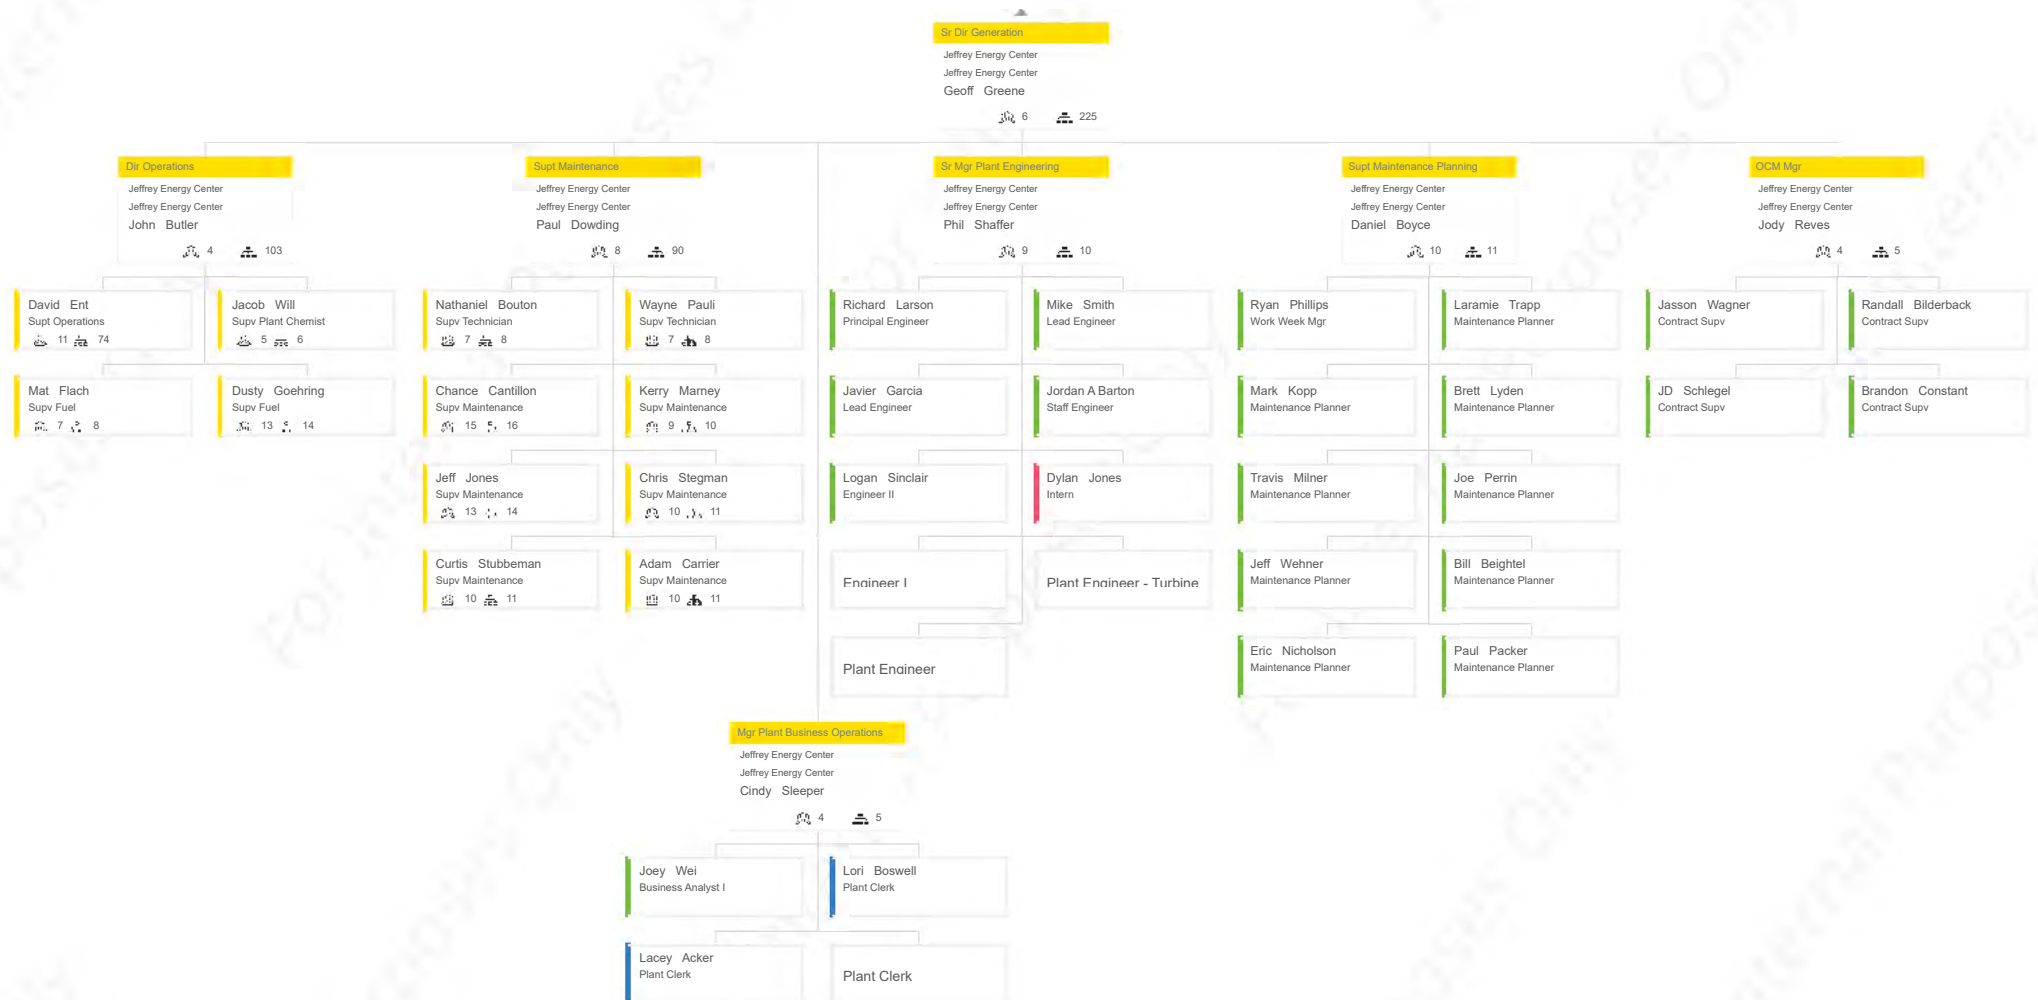 Sr Dir Generation
Jeffrey Energy Center
Jeffrey Energy Center
Geoff Greene
6 225
Dir Operations
Jeffrey Energy Center
Jeffrey Energy Center
John Butler
4 103
Supt Maintenance
Jeffrey Energy Center
Jeffrey Energy Center
Paul Dowding
8 90
Sr Mgr Plant Engineering
Jeffrey Energy Center
Jeffrey Energy Center
Phil Shaffer
9 10
Supt Maintenance Planning
Jeffrey Energy Center
Jeffrey Energy Center
Daniel Boyce
10 11
OCM Mgr
Jeffrey Energy Center
Jeffrey Energy Center
Jody Reves
4 5
David Ent
Supt Operations
11 74
Jacob Will
Supv Plant Chemist
5 6
Mat Flach
Supv Fuel
7 8
Dusty Goehring
Supv Fuel
13 14
Nathaniel Bouton
Supv Technician
7 8
Wayne Pauli
Supv Technician
7 8
Chance Cantillon
Supv Maintenance
15 16
Kerry Marney
Supv Maintenance
9 10
Jeff Jones
Supv Maintenance
13 14
Chris Stegman
Supv Maintenance
10 11
Curtis Stubbeman
Supv Maintenance
10 11
Adam Carrier
Supv Maintenance
10 11
Richard Larson
Principal Engineer
Mike Smith
Lead Engineer
Javier Garcia
Lead Engineer
Jordan A Barton
Staff Engineer
Logan Sinclair
Engineer II
Dylan Jones
Intern
Engineer I
Plant Engineer - Turbine
Plant Engineer
Ryan Phillips
Work Week Mgr
Laramie Trapp
Maintenance Planner
Mark Kopp
Maintenance Planner
Brett Lyden
Maintenance Planner
Travis Milner
Maintenance Planner
Joe Perrin
Maintenance Planner
Jeff Wehner
Maintenance Planner
Bill Beightel
Maintenance Planner
Eric Nicholson
Maintenance Planner
Paul Packer
Maintenance Planner
Jasson Wagner
Contract Supv
Randall Bilderback
Contract Supv
JD Schlegel
Contract Supv
Brandon Constant
Contract Supv
Mgr Plant Business Operations
Jeffrey Energy Center
Jeffrey Energy Center
Cindy Sleeper
4 5
Joey Wei
Business Analyst I
Lori Boswell
Plant Clerk
Lacey Acker
Plant Clerk
Plant Clerk